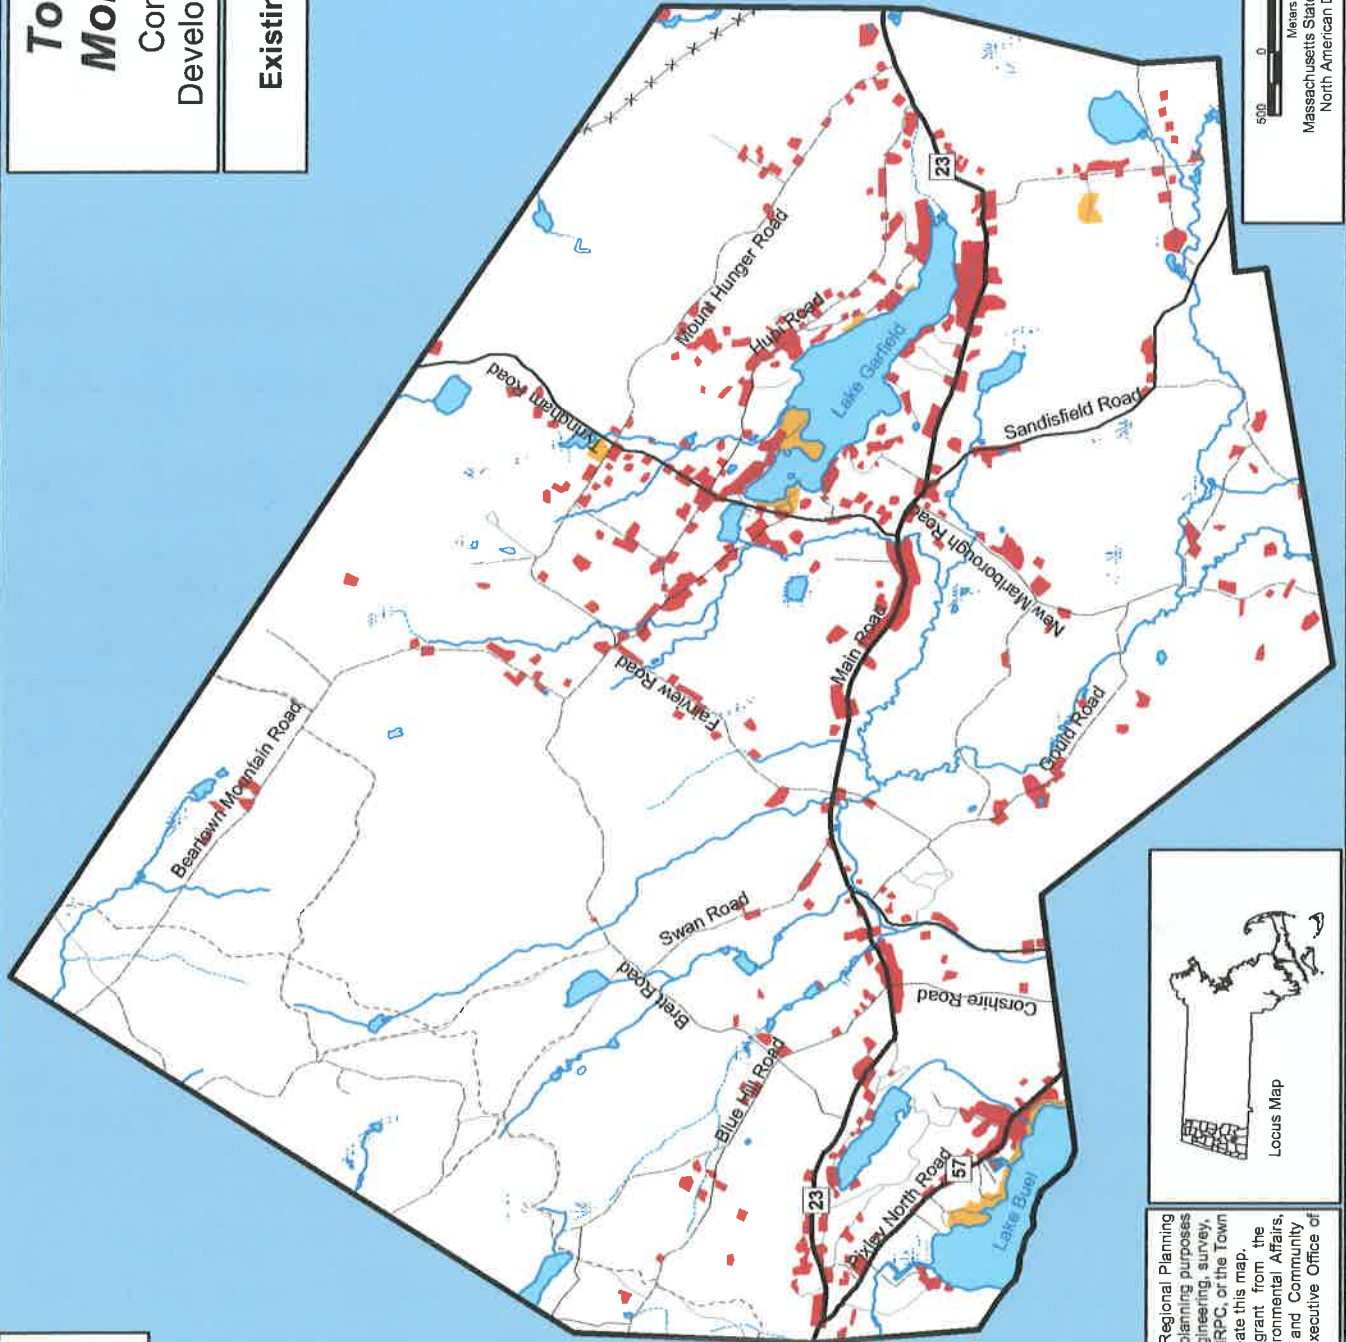 To
Mo
Con
Develo
Existin
Beartown Mountain Road
Tyringham Road
Mount Hunger Road
Hupi Road
Lake Garfield
23
Fairview Road
Main Road
Sandisfield Road
New Marlborough Road
Gould Road
Swan Road
Brett Road
Blue Hill Road
Corshire Road
23
Pixley North Road
57
Lake Buel
500 0
Meters
Massachusetts State
North American D
Locus Map
Regional Planning
planning purposes
gineering, survey,
RPC, or the Town
ate this map.
grant from the
ronmental Affairs,
and Community
xecutive Office of